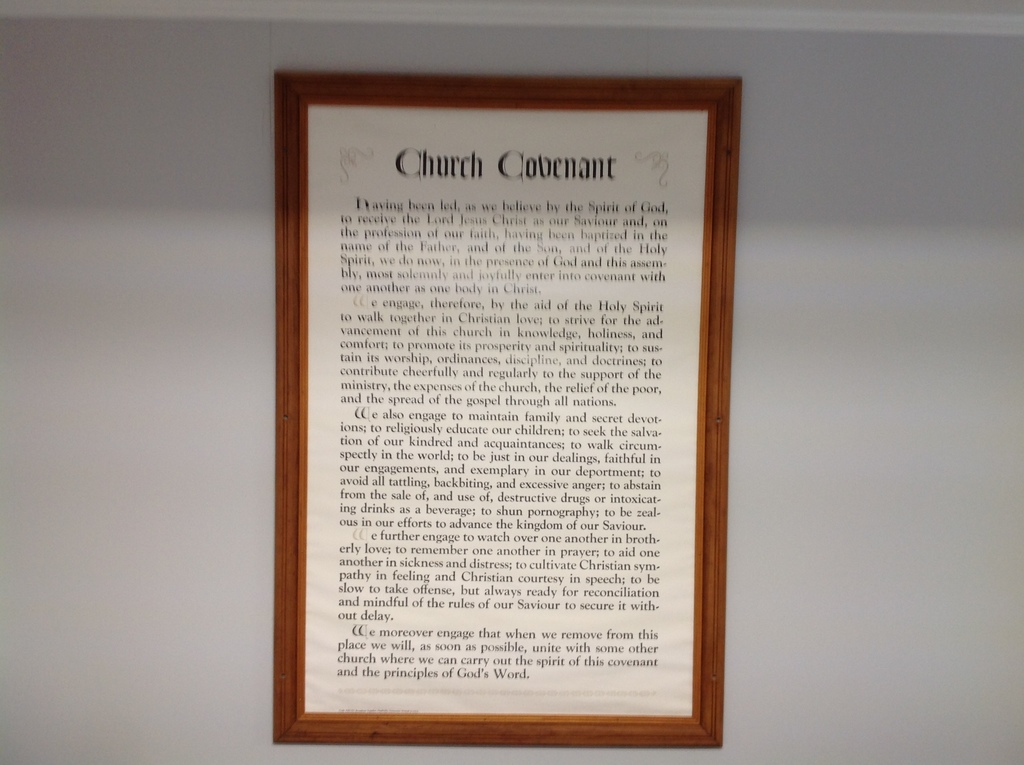 Church Covenant
Having been led, as we believe by the Spirit of God,
to receive the Lord Jesus Christ as our Saviour and, on
the profession of our faith, having been baptized in the
name of the Father, and of the Son, and of the Holy
Spirit, we do now, in the presence of God and this assem-
bly, most solemnly and joyfully enter into covenant with
one another as one body in Christ.
We engage, therefore, by the aid of the Holy Spirit
to walk together in Christian love; to strive for the ad-
vancement of this church in knowledge, holiness, and
comfort; to promote its prosperity and spirituality; to sus-
tain its worship, ordinances, discipline, and doctrines; to
contribute cheerfully and regularly to the support of the
ministry, the expenses of the church, the relief of the poor,
and the spread of the gospel through all nations.
We also engage to maintain family and secret devot-
ions; to religiously educate our children; to seek the salva-
tion of our kindred and acquaintances; to walk circum-
spectly in the world; to be just in our dealings, faithful in
our engagements, and exemplary in our deportment; to
avoid all tattling, backbiting, and excessive anger; to abstain
from the sale of, and use of, destructive drugs or intoxicat-
ing drinks as a beverage; to shun pornography; to be zeal-
ous in our efforts to advance the kingdom of our Saviour.
We further engage to watch over one another in broth-
erly love; to remember one another in prayer; to aid one
another in sickness and distress; to cultivate Christian sym-
pathy in feeling and Christian courtesy in speech; to be
slow to take offense, but always ready for reconciliation
and mindful of the rules of our Saviour to secure it with-
out delay.
We moreover engage that when we remove from this
place we will, as soon as possible, unite with some other
church where we can carry out the spirit of this covenant
and the principles of God's Word.